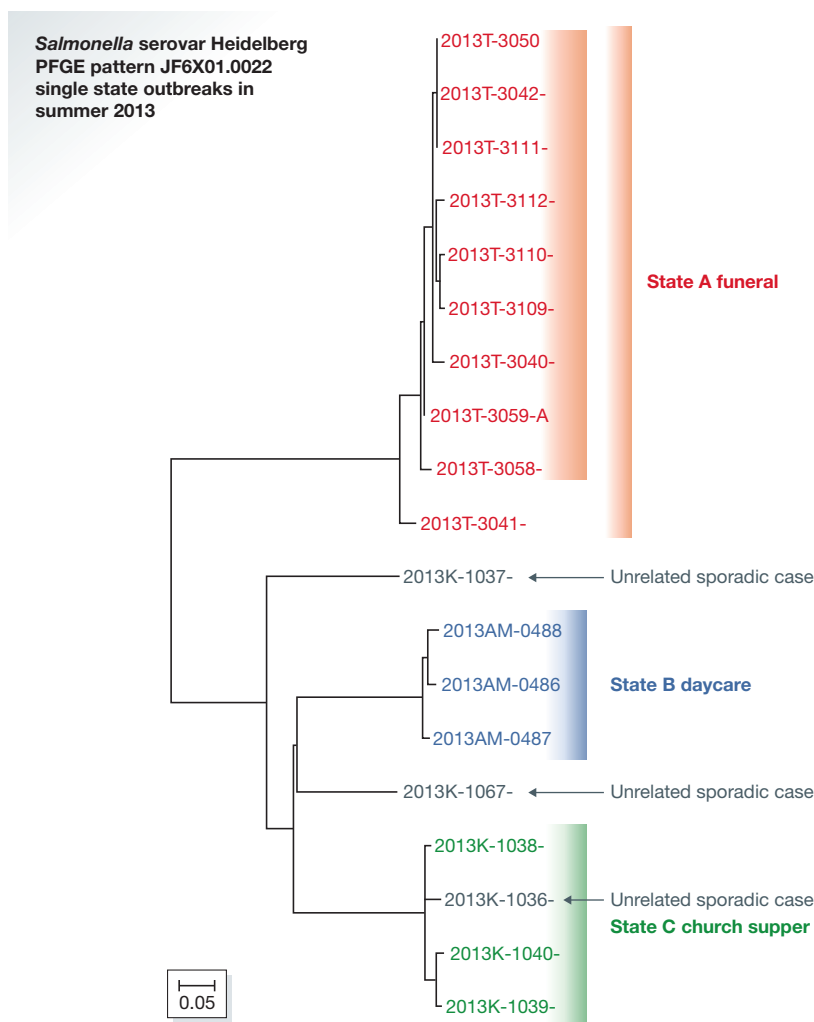 Salmonella serovar Heidelberg
PFGE pattern JF6X01.0022
single state outbreaks in
summer 2013
2013T-3050
2013T-3042-
2013T-3111-
2013T-3112-
2013T-3110-
State A funeral
2013T-3109-
2013T-3040-
2013T-3059-A
2013T-3058-
2013T-3041-
2013K-1037- Unrelated sporadic case
2013AM-0488
2013AM-0486 State B daycare
2013AM-0487
2013K-1067- Unrelated sporadic case
2013K-1038-
2013K-1036- Unrelated sporadic case
State C church supper
2013K-1040-
2013K-1039-
0.05